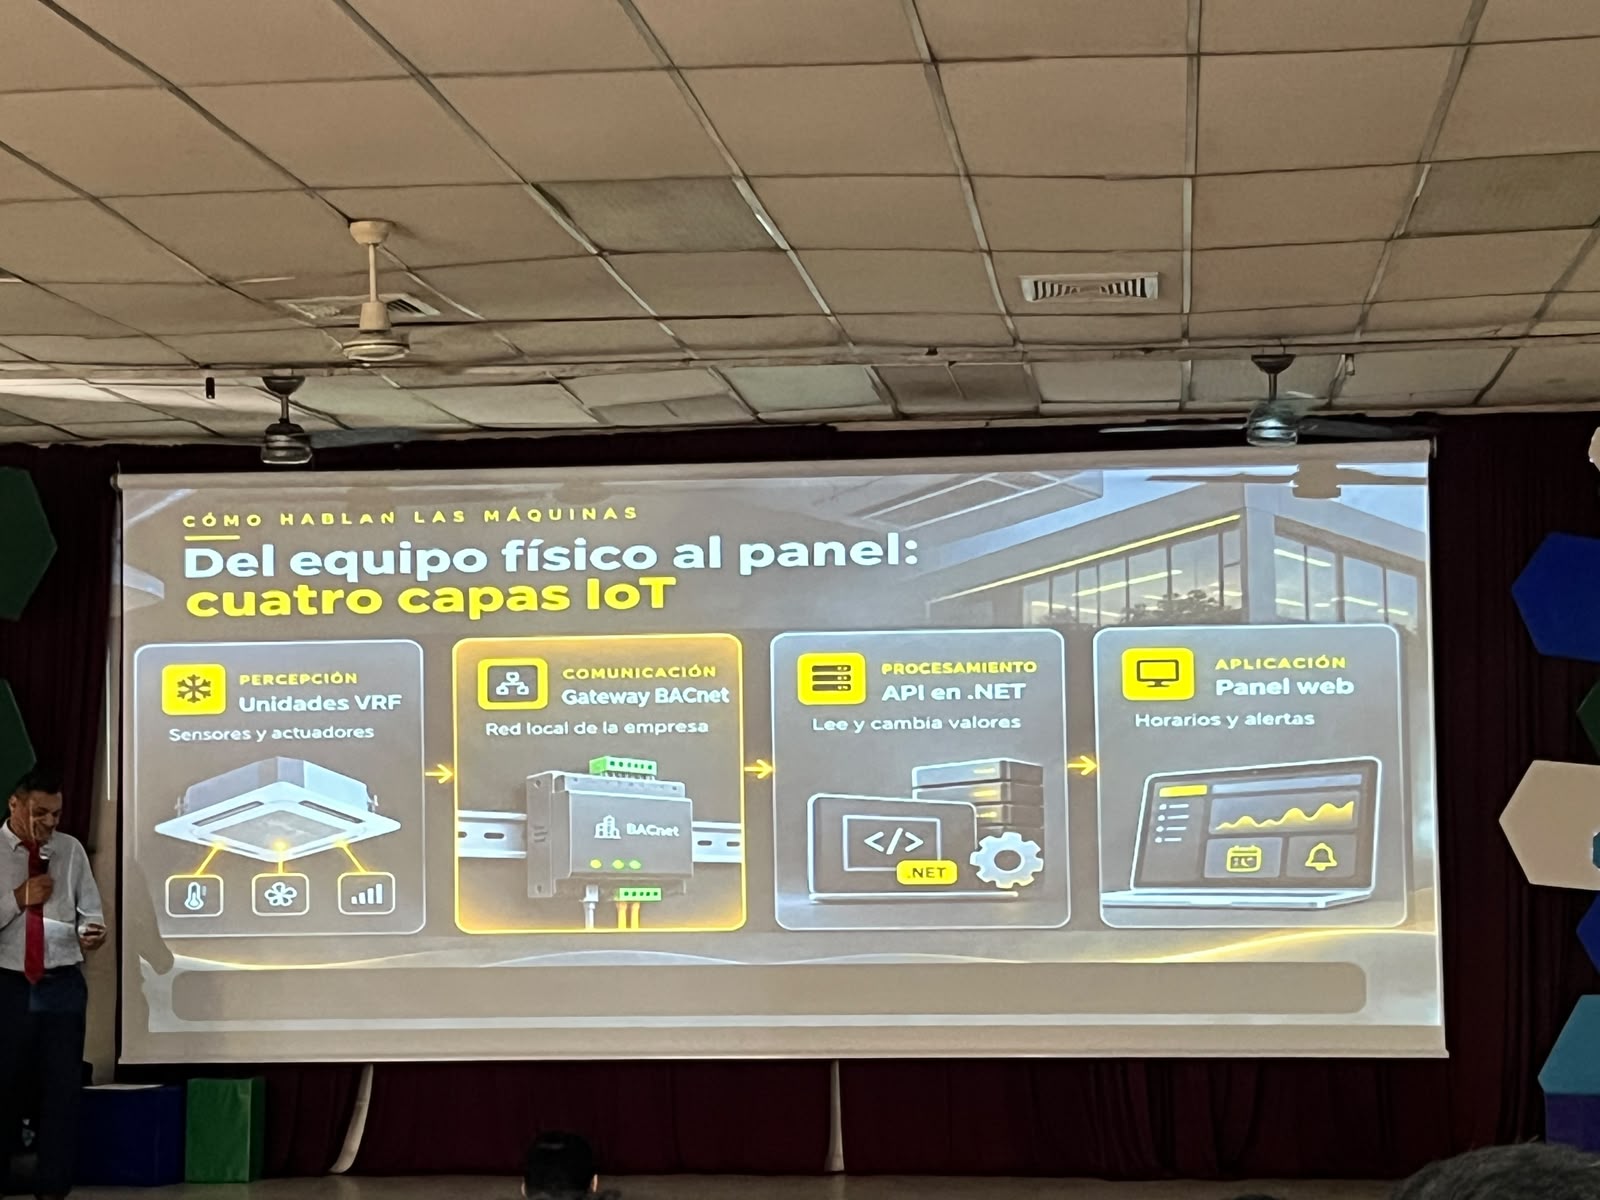 CÓMO HABLAN LAS MÁQUINAS
Del equipo físico al panel:
cuatro capas IoT
PERCEPCIÓN
Unidades VRF
Sensores y actuadores
COMUNICACIÓN
Gateway BACnet
Red local de la empresa
BACnet
PROCESAMIENTO
API en .NET
Lee y cambia valores
</>
.NET
APLICACIÓN
Panel web
Horarios y alertas